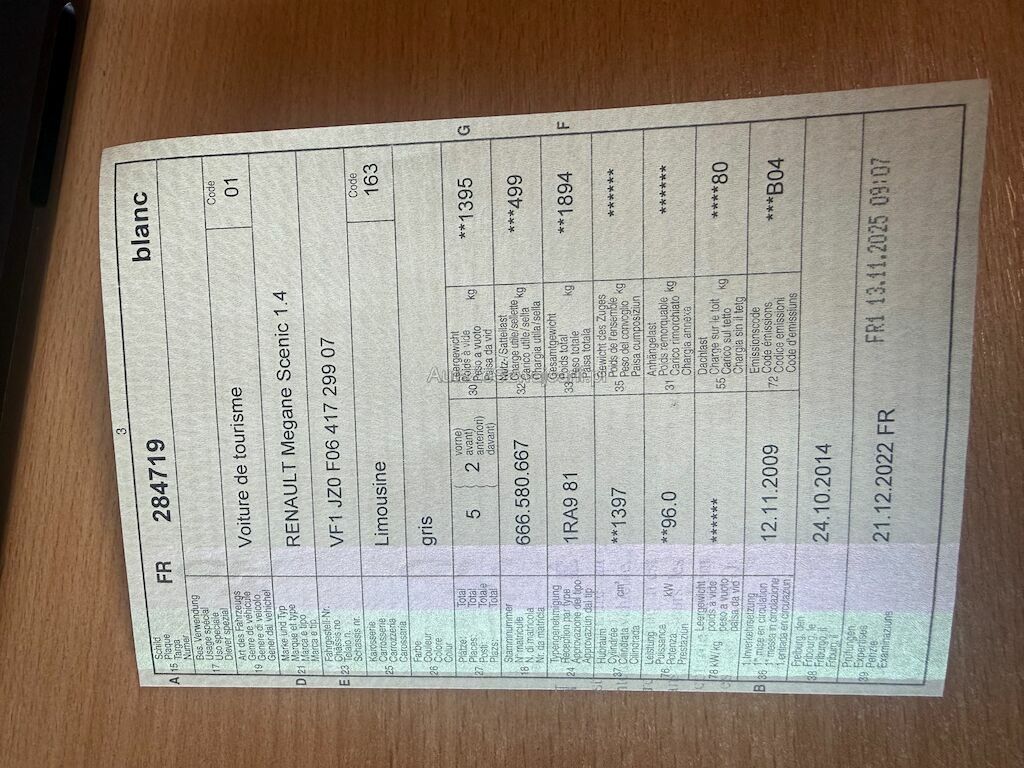 3
Schild
Plaque
Targa
Numer
A 15 FR 284719 blanc
Bes. Verwendung
Usage spécial
Uso speciale
Diever spezial
17
Art des Fahrzeugs
Genre de véhicule
Genere di veicolo
Gener dal vehichel
19 Voiture de tourisme
Code
01
Marke und Typ
Marque et type
Marca e tipo
Marca e tip
D 21 RENAULT Megane Scenic 1.4
Fahrgestell-Nr.
Châssis no
Telaio n.
Schassis nr.
E 23 VF1 JZ0 F06 417 299 07
Karosserie
Carrosserie
Carrozzeria
Carossaria
25 Limousine
Code
163
Farbe
Couleur
Colore
Colur
26 gris
Plätze:
Places:
Posti:
Plazs:
27
Total
Total
Totale
Total
5 2
vorne)
avant)
anteriori)
davant)
Leergewicht
Poids à vide
Peso a vuoto
Paisa da vid
30 kg **1395 G
Stammnummer
N° matricule
N. di matricola
Nr. da matricla
18 666.580.667
Nutz-/Sattellast
Charge utile/sellette
Carico utile/sella
Chargia utila/sella
32 kg ***499
Typengenehmigung
Réception par type
Approvazione del tipo
Approvaziun dal tip
24 1RA9 81
Gesamtgewicht
Poids total
Peso totale
Paisa totala
33 kg **1894 F
Hubraum
Cylindrée
Cilindrata
Cilindrada
37 cm³ **1397
Gewicht des Zuges
Poids de l'ensemble
Peso del convoglio
Paisa cumposiziun
35 kg ******
Leistung
Puissance
Potenza
Prestaziun
76 kW **96.0
Anhängelast
Poids remorquable
Carico rimorchiato
Chargia annexa
31 kg ******
Leergewicht
poids à vide
peso a vuoto
paisa da vid
78 kW/kg ******
Dachlast
Charge sur le toit
Carico sul tetto
Chargia sin il tetg
55 kg ****80
1. Inverkehrsetzung
1ʳᵉ mise en circulation
1ª messa in circolazione
1. entrada en circulaziun
B 36 12.11.2009
Emissionscode
Code émissions
Codice emissioni
Code d'emissiuns
72 ***B04
38 24.10.2014
Prüfungen
Expertises
Perizie
Examinaziuns
39 21.12.2022 FR FR1 13.11.2025 09:07